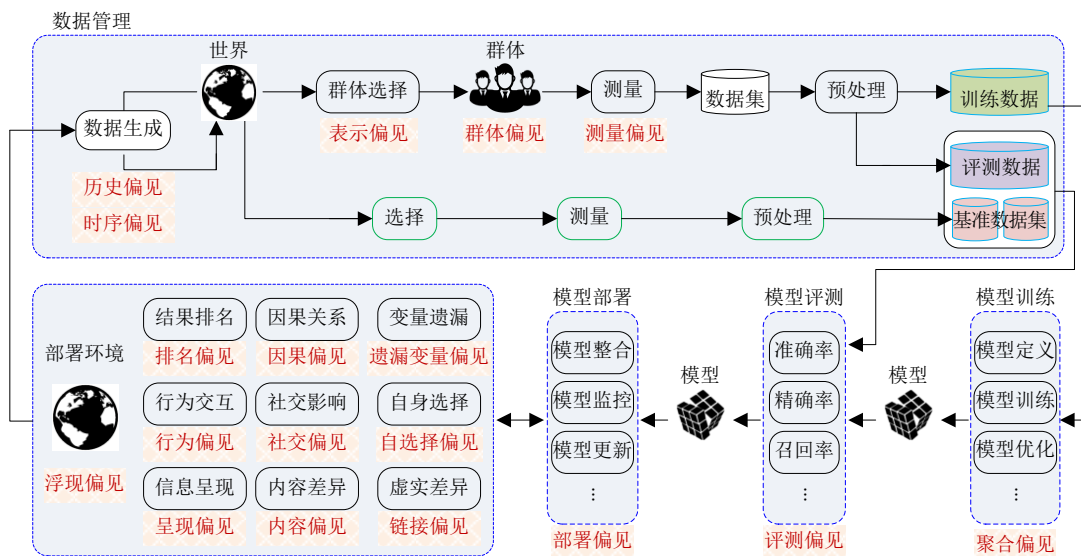 数据管理
世界
群体
数据生成
群体选择
测量
数据集
预处理
训练数据
表示偏见
群体偏见
测量偏见
历史偏见
时序偏见
评测数据
选择
测量
预处理
基准数据集
部署环境
浮现偏见
结果排名
因果关系
变量遗漏
排名偏见
因果偏见
遗漏变量偏见
行为交互
社交影响
自身选择
行为偏见
社交偏见
自选择偏见
信息呈现
内容差异
虚实差异
呈现偏见
内容偏见
链接偏见
模型部署
模型整合
模型监控
模型更新
...
部署偏见
模型
模型评测
准确率
精确率
召回率
...
评测偏见
模型
模型训练
模型定义
模型训练
模型优化
...
聚合偏见